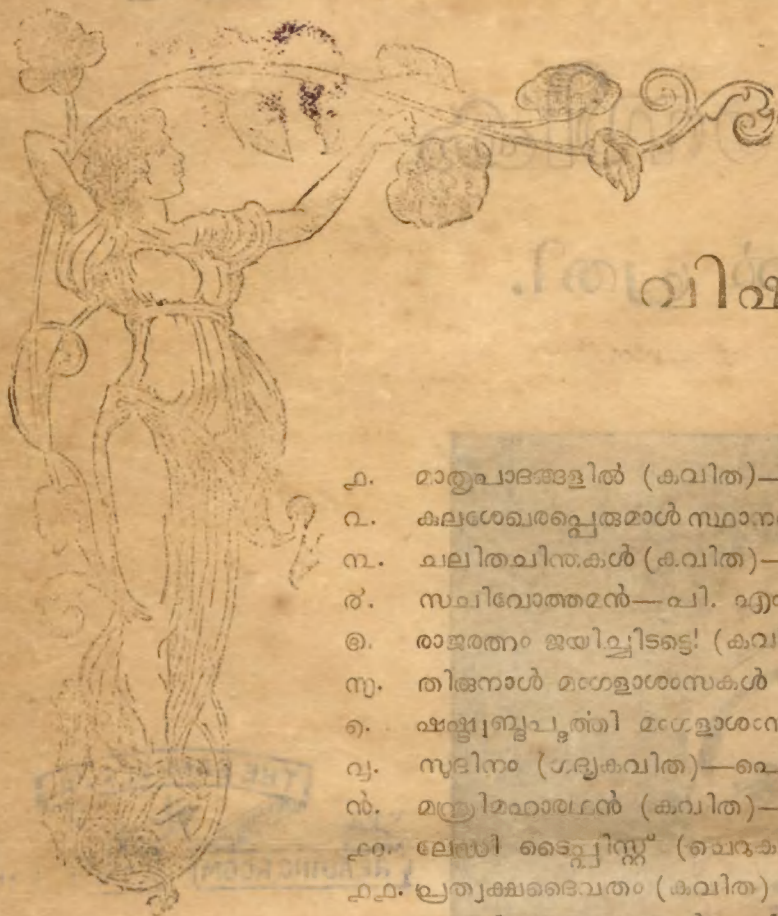 വിഷ
൧. മാതൃപാദങ്ങളിൽ (കവിത)—
൨. കുലശേഖരപ്പെരുമാൾ സ്ഥാന
൩. ചലിതചിന്തകൾ (കവിത)—
൪. സചിവോത്തമൻ—പി. എം
൫. രാജരത്നം ജയിച്ചിടട്ടെ! (കവി
൬. തിരുനാൾ മംഗളാശംസകൾ
൭. ഷഷ്ട്യബ്ദപൂർത്തി മംഗളാശംസ
൮. സുദിനം (ഗദ്യകവിത)—പൈ
൯. മന്ത്രിമഹാരഥൻ (കവിത)—
൧൦. ലേഡി ടൈപ്പിസ്റ്റ് (ചെറുക
൧൧. പ്രത്യക്ഷദൈവതം (കവിത)